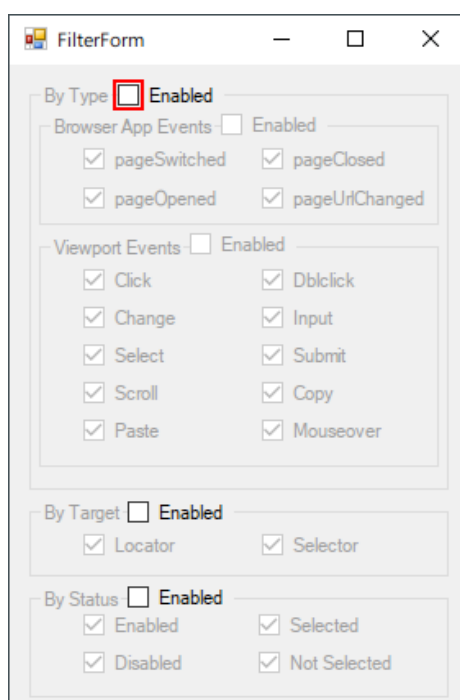 FilterForm
By Type Enabled
Browser App Events Enabled
pageSwitched pageClosed
pageOpened pageUrlChanged
Viewport Events Enabled
Click Dblclick
Change Input
Select Submit
Scroll Copy
Paste Mouseover
By Target Enabled
Locator Selector
By Status Enabled
Enabled Selected
Disabled Not Selected